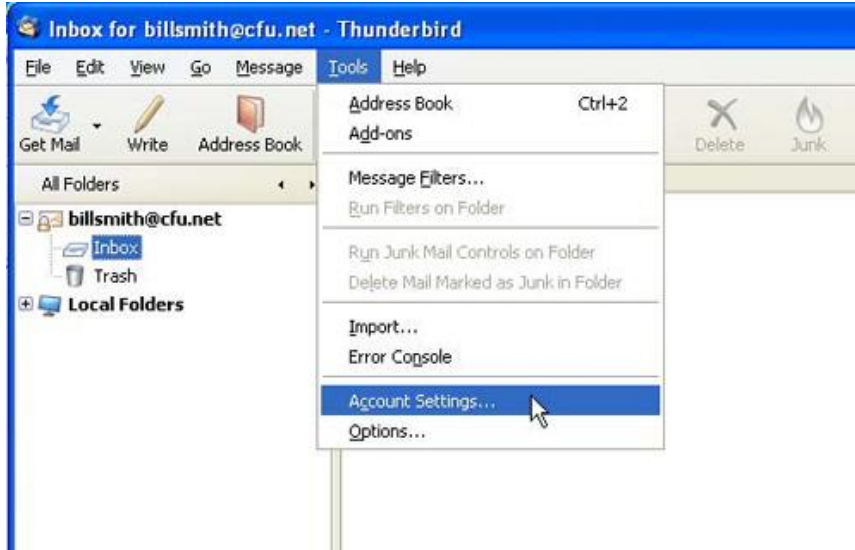 Inbox for billsmith@cfu.net - Thunderbird
File Edit View Go Message Tools Help
Get Mail Write Address Book Delete Junk
All Folders
billsmith@cfu.net
Inbox
Trash
Local Folders
Address Book Ctrl+2
Add-ons
Message Filters...
Run Filters on Folder
Run Junk Mail Controls on Folder
Delete Mail Marked as Junk in Folder
Import...
Error Console
Account Settings...
Options...